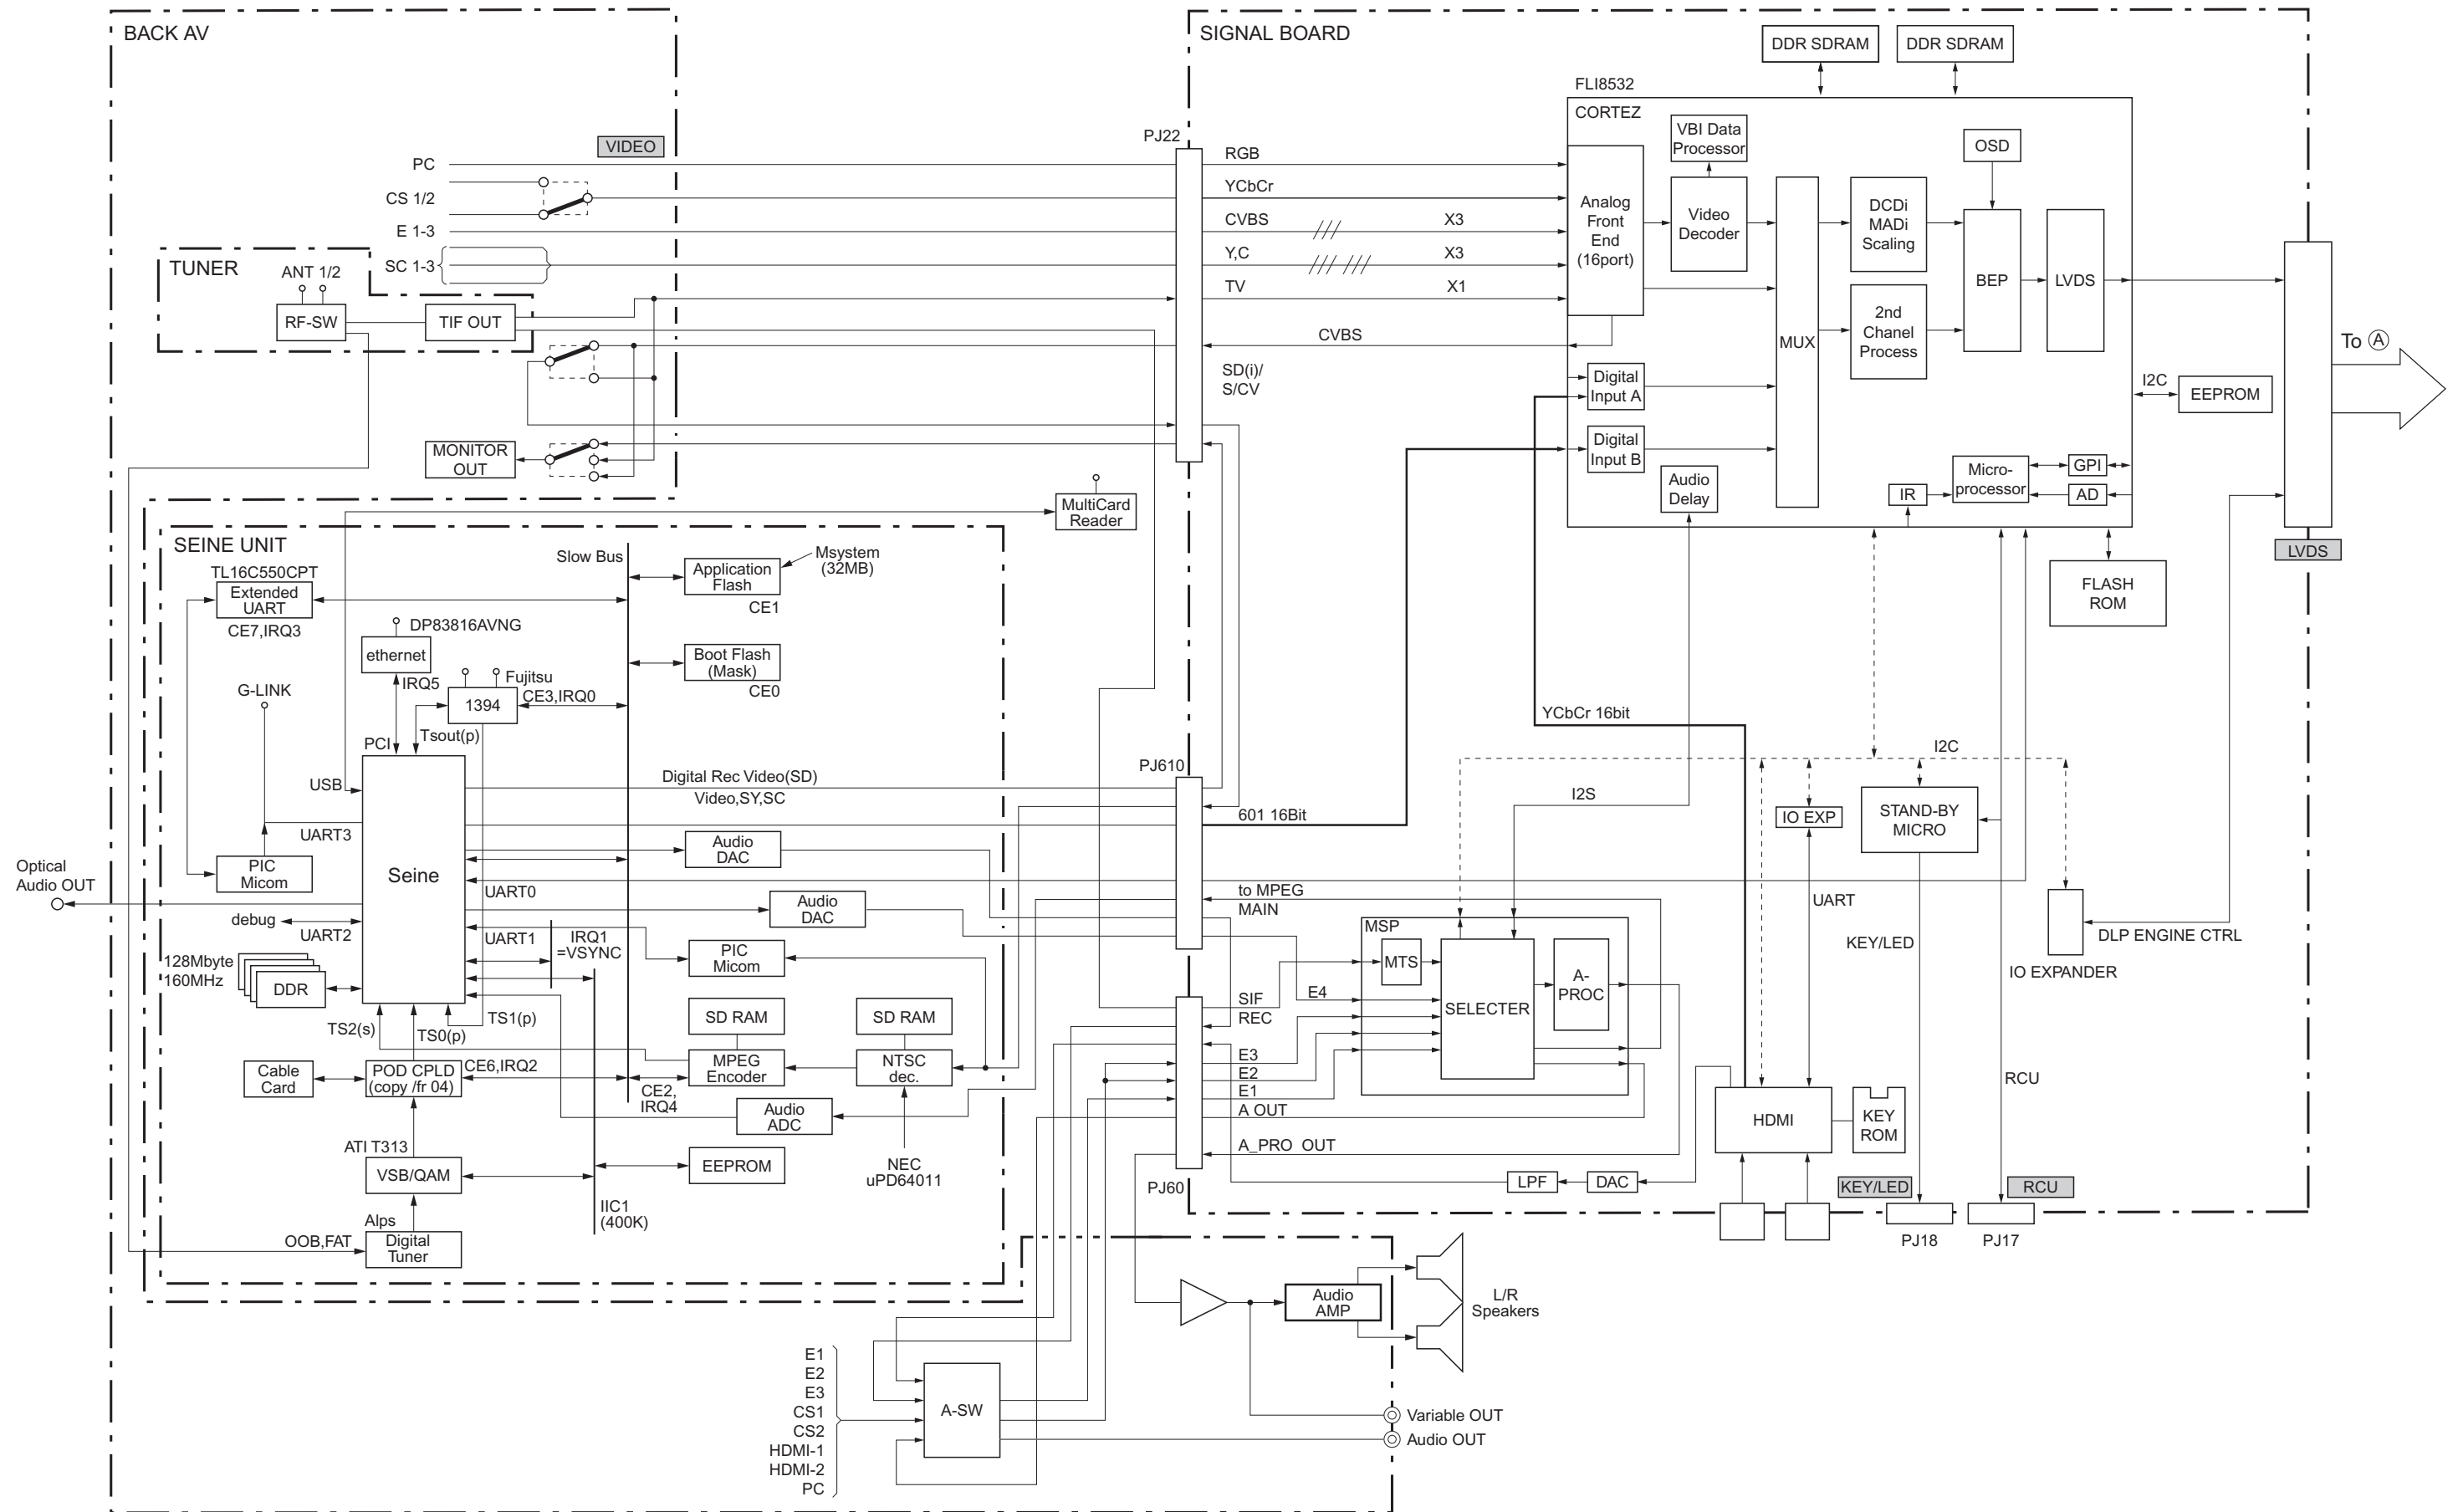 BACK AV
SIGNAL BOARD
DDR SDRAM
DDR SDRAM
FLI8532
CORTEZ
VBI Data
Processor
OSD
PJ22
VIDEO
PC
RGB
CS 1/2
YCbCr
E 1-3
CVBS
X3
SC 1-3
Y,C
X3
TV
X1
CVBS
SD(i)/
S/CV
Analog
Front
End
(16port)
Video
Decoder
MUX
DCDi
MADi
Scaling
2nd
Chanel
Process
BEP
LVDS
To A
TUNER
ANT 1/2
RF-SW
TIF OUT
Digital
Input A
Digital
Input B
I2C
EEPROM
MONITOR
OUT
Audio
Delay
Micro-
processor
GPI
IR
AD
MultiCard
Reader
LVDS
FLASH
ROM
SEINE UNIT
TL16C550CPT
Extended
UART
CE7,IRQ3
Slow Bus
Application
Flash
CE1
Msystem
(32MB)
DP83816AVNG
ethernet
IRQ5
Boot Flash
(Mask)
CE0
G-LINK
Fujitsu
1394
CE3,IRQ0
Tsout(p)
PCI
YCbCr 16bit
I2C
USB
Digital Rec Video(SD)
Video,SY,SC
PJ610
I2S
601 16Bit
IO EXP
STAND-BY
MICRO
UART3
Audio
DAC
PIC
Micom
Seine
Optical
Audio OUT
UART0
to MPEG
MAIN
Audio
DAC
debug
UART2
UART1
IRQ1
=VSYNC
PIC
Micom
128Mbyte
160MHz
DDR
MSP
MTS
SELECTER
A-
PROC
UART
KEY/LED
DLP ENGINE CTRL
IO EXPANDER
TS2(s)
TS0(p)
TS1(p)
SD RAM
SD RAM
SIF
REC
E4
Cable
Card
POD CPLD
(copy /fr 04)
CE6,IRQ2
MPEG
Encoder
NTSC
dec.
E3
E2
E1
A OUT
CE2,
IRQ4
Audio
ADC
RCU
HDMI
KEY
ROM
ATI T313
VSB/QAM
EEPROM
NEC
uPD64011
A_PRO OUT
PJ60
LPF
DAC
KEY/LED
RCU
IIC1
(400K)
Alps
OOB,FAT
Digital
Tuner
PJ18
PJ17
Audio
AMP
L/R
Speakers
E1
E2
E3
CS1
CS2
HDMI-1
HDMI-2
PC
A-SW
Variable OUT
Audio OUT